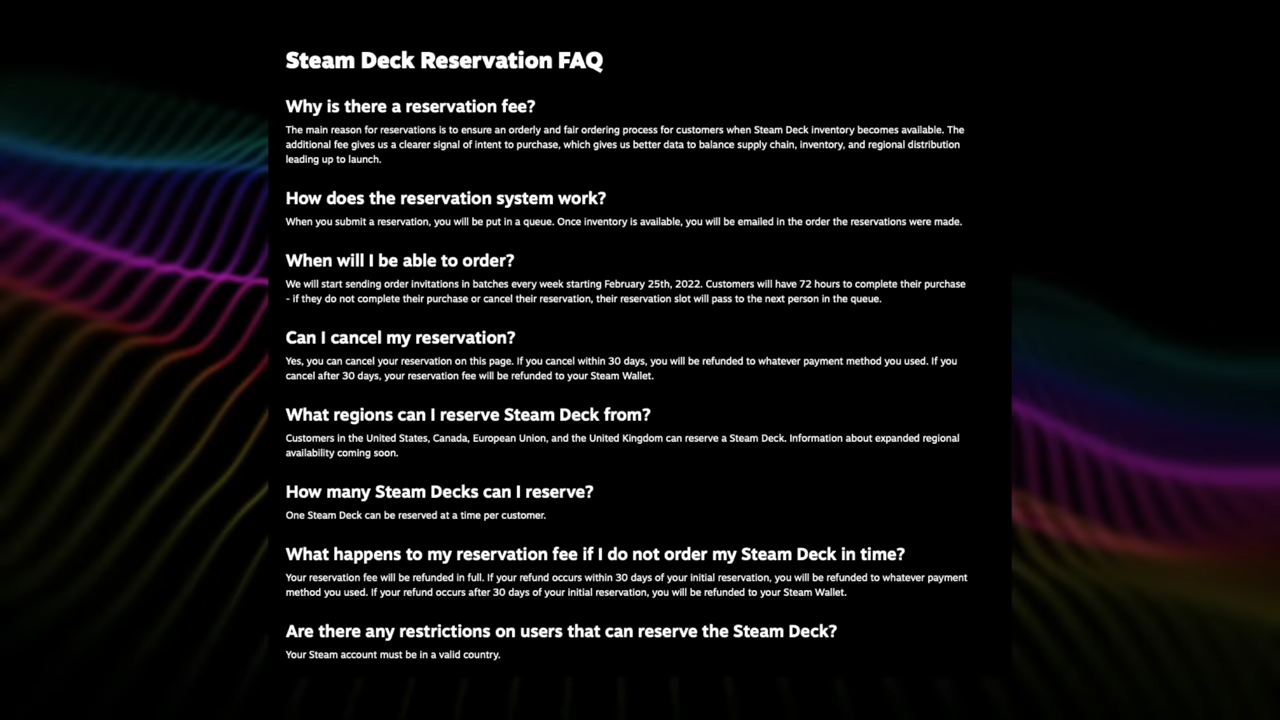 Steam Deck Reservation FAQ
Why is there a reservation fee?
The main reason for reservations is to ensure an orderly and fair ordering process for customers when Steam Deck inventory becomes available. The
additional fee gives us a clearer signal of intent to purchase, which gives us better data to balance supply chain, inventory, and regional distribution
leading up to launch.
How does the reservation system work?
When you submit a reservation, you will be put in a queue. Once inventory is available, you will be emailed in the order the reservations were made.
When will I be able to order?
We will start sending order invitations in batches every week starting February 25th, 2022. Customers will have 72 hours to complete their purchase
- if they do not complete their purchase or cancel their reservation, their reservation slot will pass to the next person in the queue.
Can I cancel my reservation?
Yes, you can cancel your reservation on this page. If you cancel within 30 days, you will be refunded to whatever payment method you used. If you
cancel after 30 days, your reservation fee will be refunded to your Steam Wallet.
What regions can I reserve Steam Deck from?
Customers in the United States, Canada, European Union, and the United Kingdom can reserve a Steam Deck. Information about expanded regional
availability coming soon.
How many Steam Decks can I reserve?
One Steam Deck can be reserved at a time per customer.
What happens to my reservation fee if I do not order my Steam Deck in time?
Your reservation fee will be refunded in full. If your refund occurs within 30 days of your initial reservation, you will be refunded to whatever payment
method you used. If your refund occurs after 30 days of your initial reservation, you will be refunded to your Steam Wallet.
Are there any restrictions on users that can reserve the Steam Deck?
Your Steam account must be in a valid country.